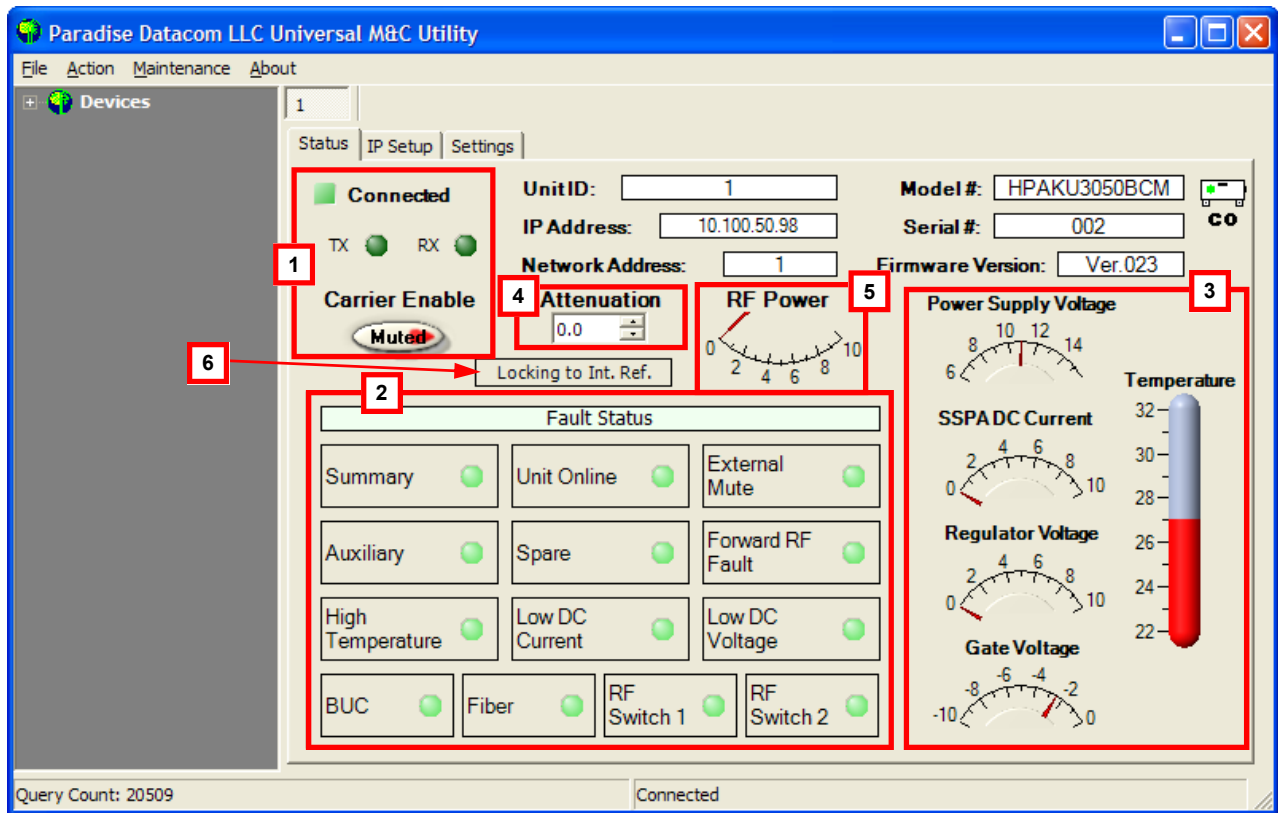 Paradise Datacom LLC Universal M&C Utility
File Action Maintenance About
Devices
1
Status IP Setup Settings
Connected
TX RX
1
Carrier Enable
Muted
Unit ID: 1
IP Address: 10.100.50.98
Network Address: 1
Model #: HPAKU3050BCM
Serial #: 002
Firmware Version: Ver.023
CO
4
Attenuation
0.0
RF Power
5
0 2 4 6 8 10
6
Locking to Int. Ref.
2
Fault Status
Summary
Unit Online
External
Mute
Auxiliary
Spare
Forward RF
Fault
High
Temperature
Low DC
Current
Low DC
Voltage
BUC
Fiber
RF
Switch 1
RF
Switch 2
3
Power Supply Voltage
6 8 10 12 14
SSPA DC Current
0 2 4 6 8 10
Regulator Voltage
0 2 4 6 8 10
Gate Voltage
-10 -8 -6 -4 -2 0
Temperature
32
30
28
26
24
22
Query Count: 20509
Connected